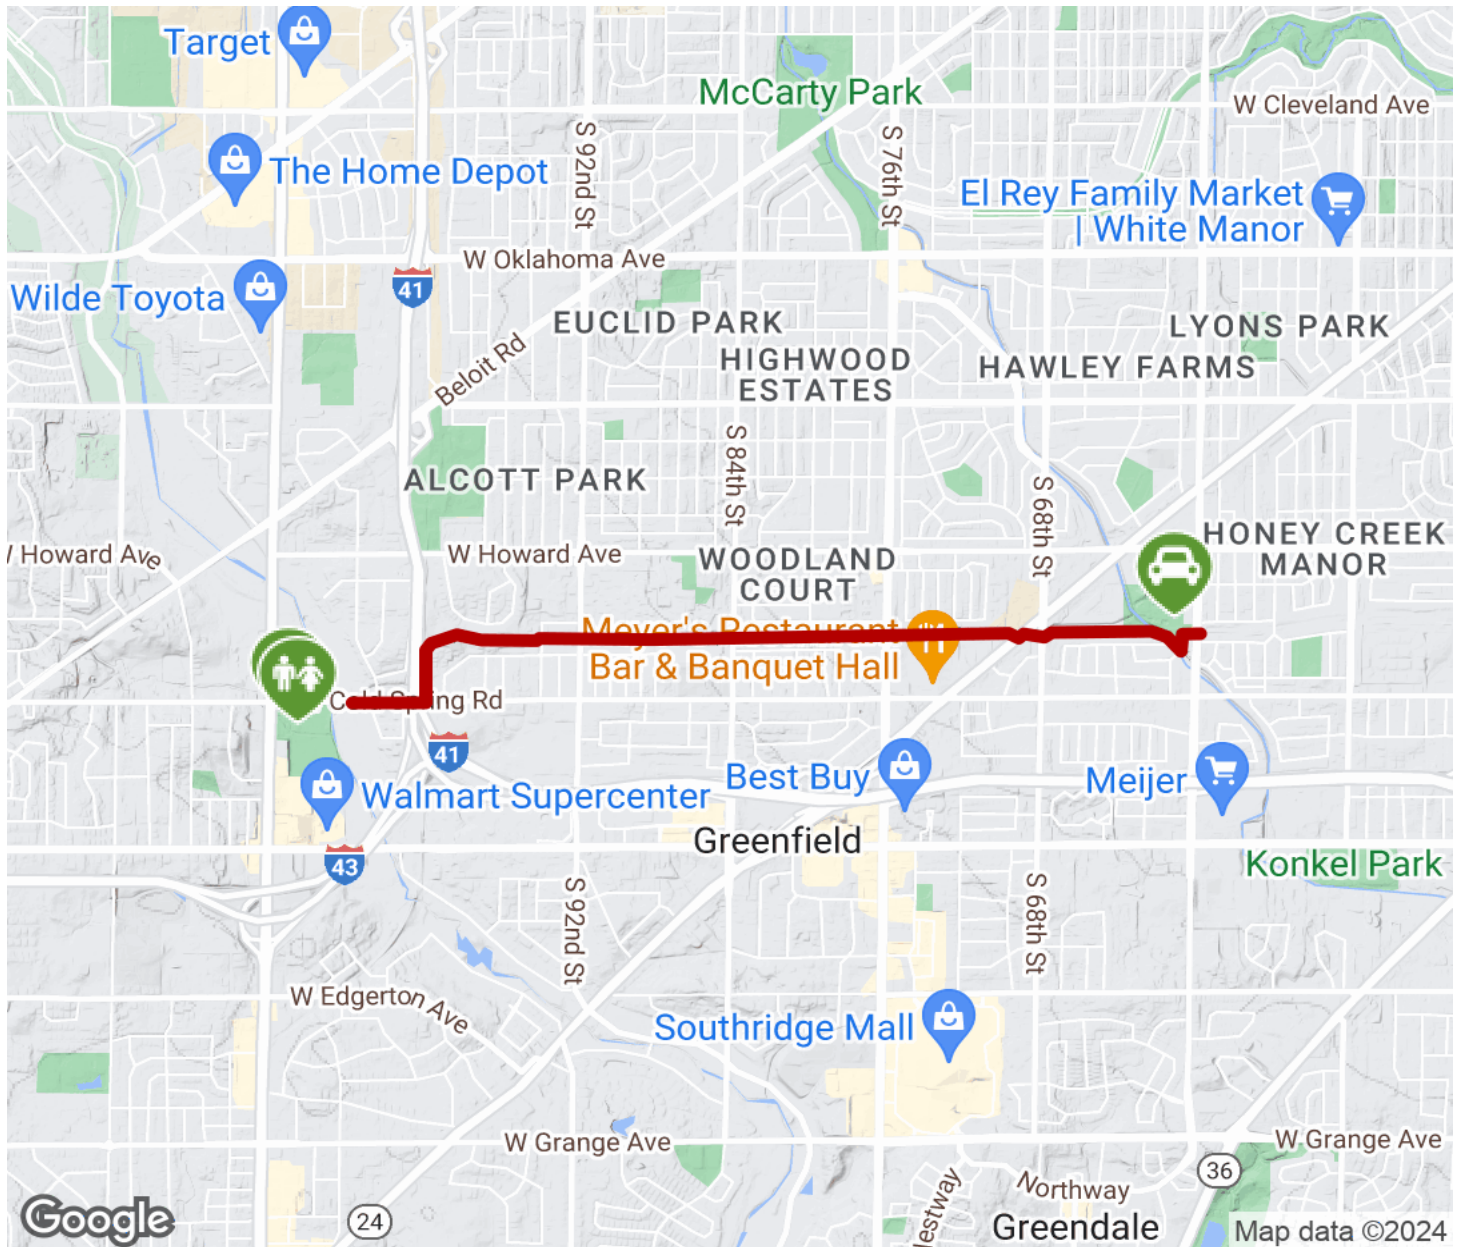 Target
McCarty Park
W Cleveland Ave
S 92nd St
S 76th St
The Home Depot
El Rey Family Market
| White Manor
W Oklahoma Ave
41
Wilde Toyota
EUCLID PARK
LYONS PARK
HIGHWOOD
ESTATES
HAWLEY FARMS
Beloit Rd
S 84th St
ALCOTT PARK
S 68th St
HONEY CREEK
MANOR
W Howard Ave
W Howard Ave
WOODLAND
COURT
Meyer's Restaurant
Bar & Banquet Hall
Cold Spring Rd
41
Best Buy
Meijer
Walmart Supercenter
Greenfield
43
Konkel Park
S 92nd St
S 68th St
W Edgerton Ave
Southridge Mall
W Grange Ave
W Grange Ave
36
Northway
24
Greendale
Google
Map data ©2024